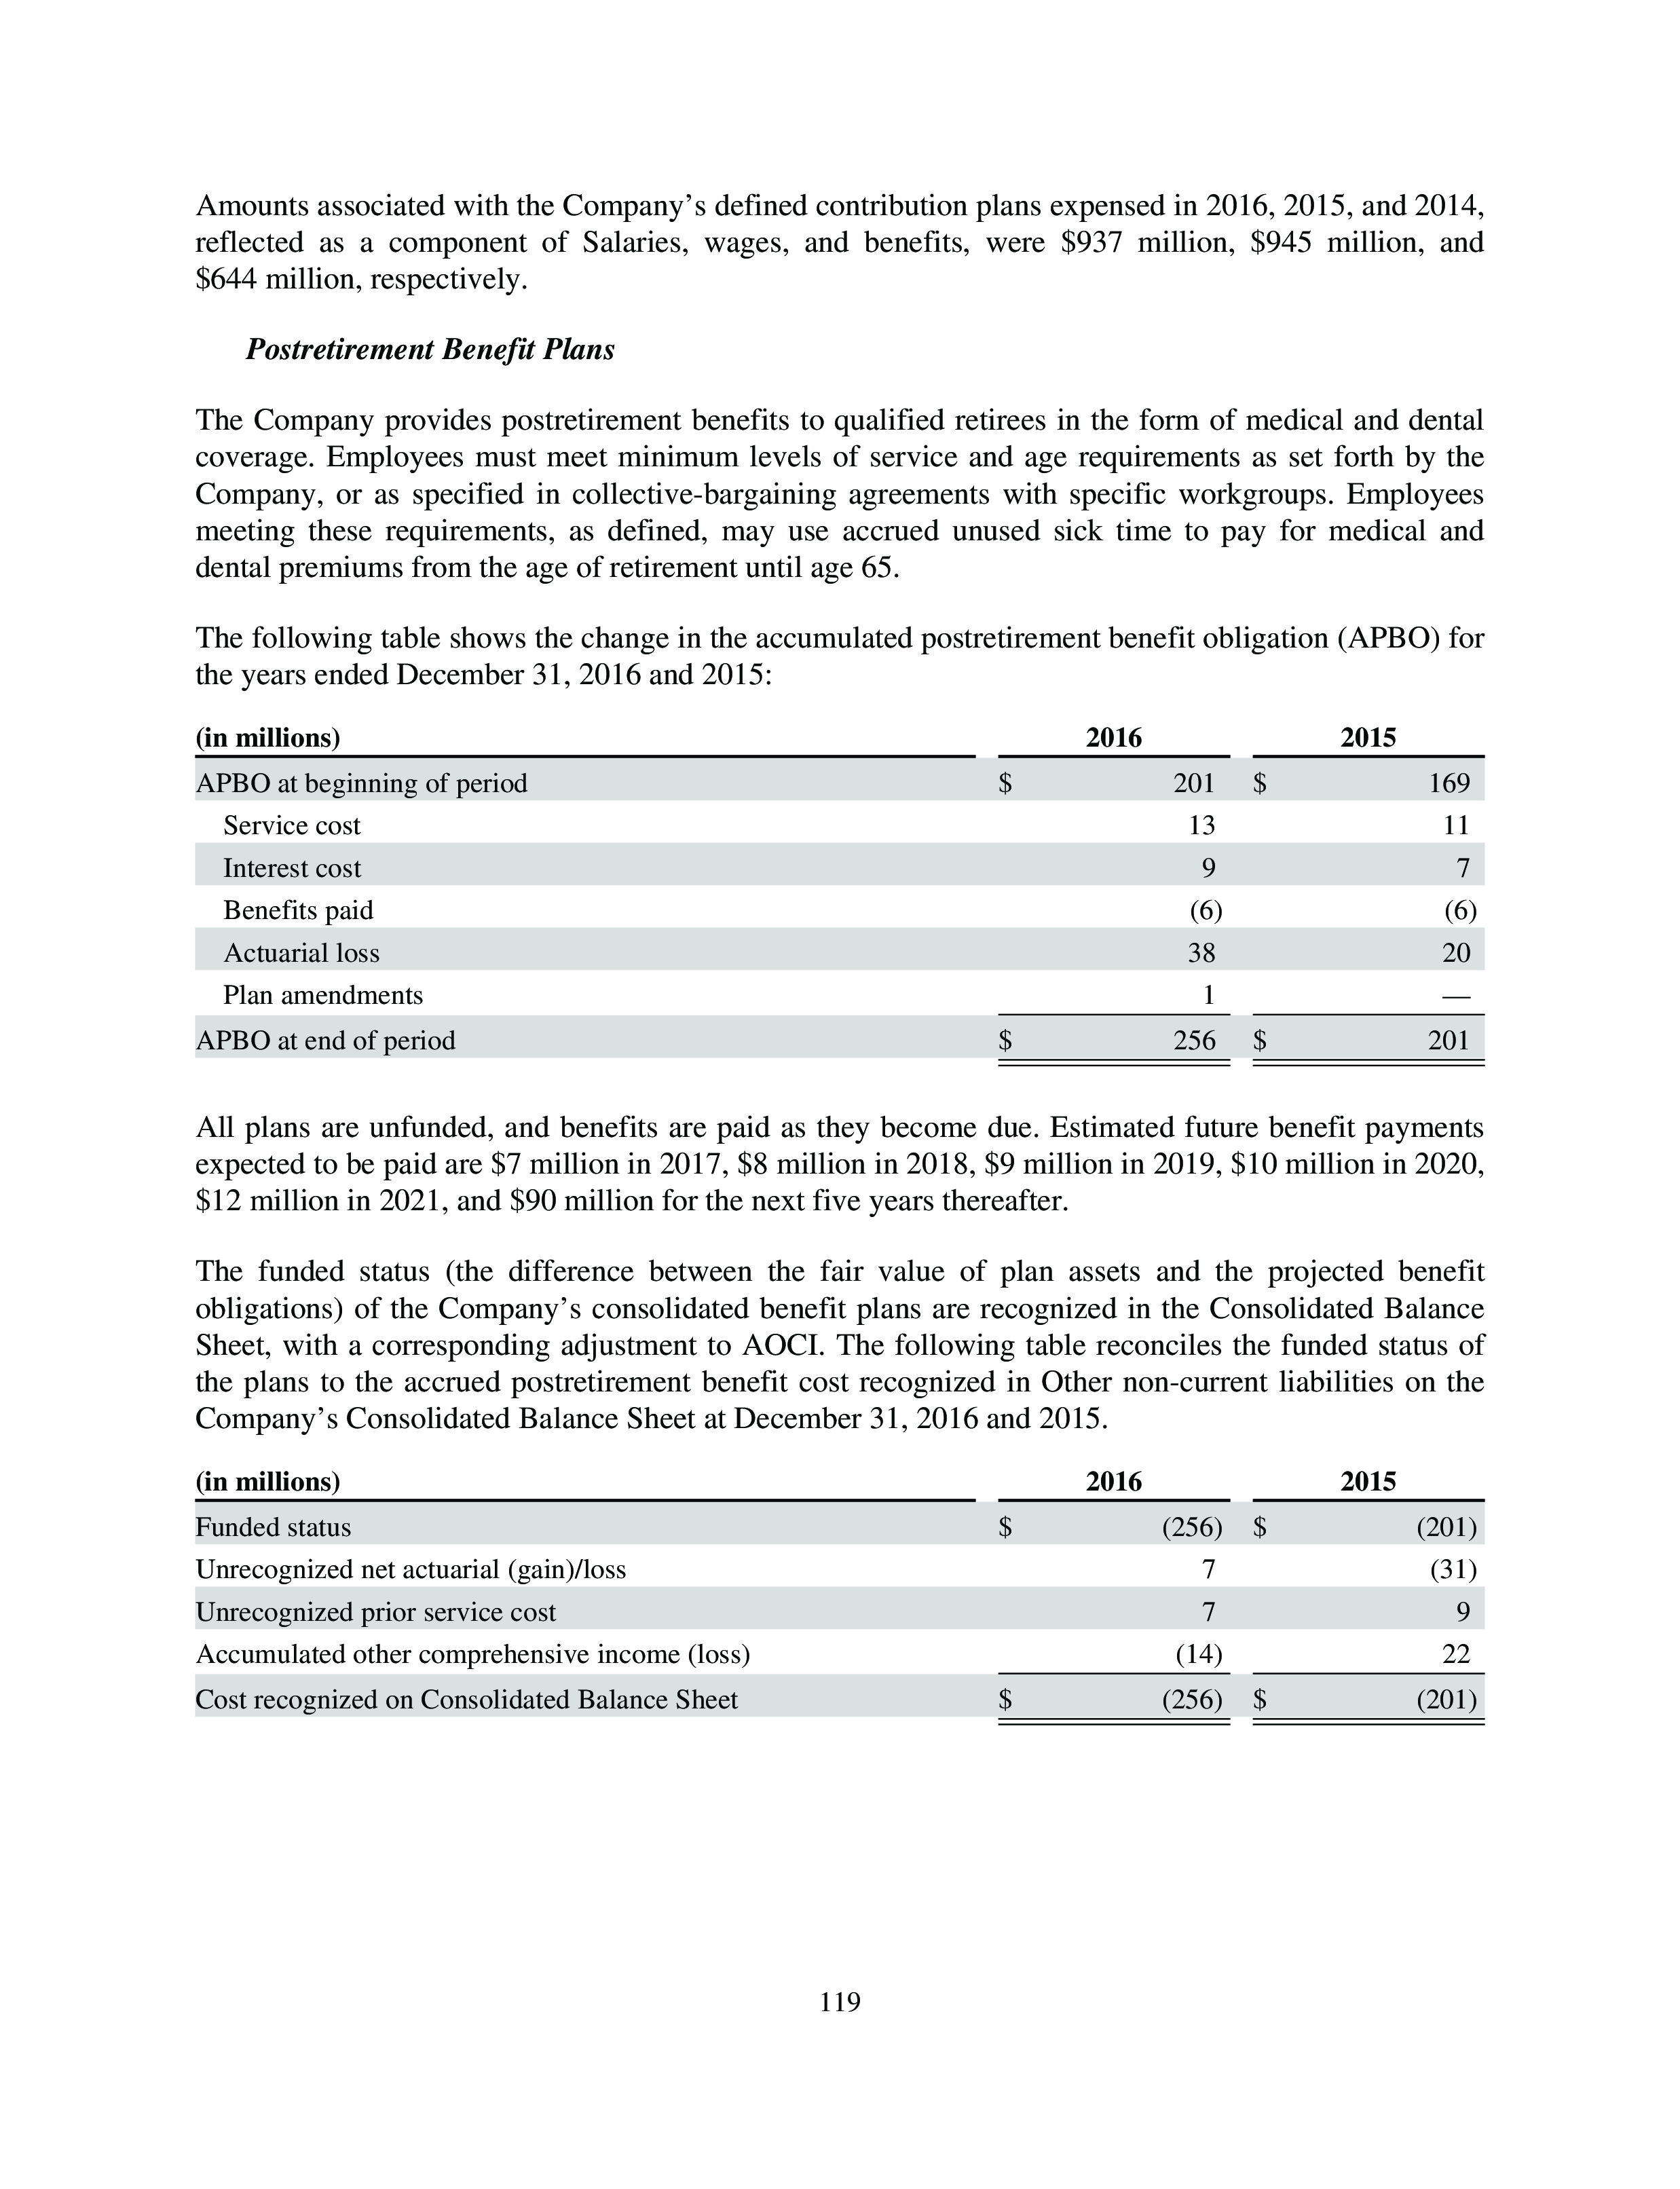 Amounts associated with the Company’s defined contribution plans expensed in 2016, 2015, and 2014,
reflected as a component of Salaries, wages, and benefits, were $937 million, $945 million, and
$644 million, respectively.
Postretirement Benefit Plans
The Company provides postretirement benefits to qualified retirees in the form of medical and dental
coverage. Employees must meet minimum levels of service and age requirements as set forth by the
Company, or as specified in collective-bargaining agreements with specific workgroups. Employees
meeting these requirements, as defined, may use accrued unused sick time to pay for medical and
dental premiums from the age of retirement until age 65.
The following table shows the change in the accumulated postretirement benefit obligation (APBO) for
the years ended December 31, 2016 and 2015:
(in millions) 2016 2015
APBO at beginning of period $ 201 $ 169
Service cost 13 11
Interest cost 9 7
Benefits paid (6) (6)
Actuarial loss 38 20
Plan amendments 1 —
APBO at end of period $ 256 $ 201
All plans are unfunded, and benefits are paid as they become due. Estimated future benefit payments
expected to be paid are $7 million in 2017, $8 million in 2018, $9 million in 2019, $10 million in 2020,
$12 million in 2021, and $90 million for the next five years thereafter.
The funded status (the difference between the fair value of plan assets and the projected benefit
obligations) of the Company’s consolidated benefit plans are recognized in the Consolidated Balance
Sheet, with a corresponding adjustment to AOCI. The following table reconciles the funded status of
the plans to the accrued postretirement benefit cost recognized in Other non-current liabilities on the
Company’s Consolidated Balance Sheet at December 31, 2016 and 2015.
(in millions) 2016 2015
Funded status $ (256) $ (201)
Unrecognized net actuarial (gain)/loss 7 (31)
Unrecognized prior service cost 7 9
Accumulated other comprehensive income (loss) (14) 22
Cost recognized on Consolidated Balance Sheet $ (256) $ (201)
119